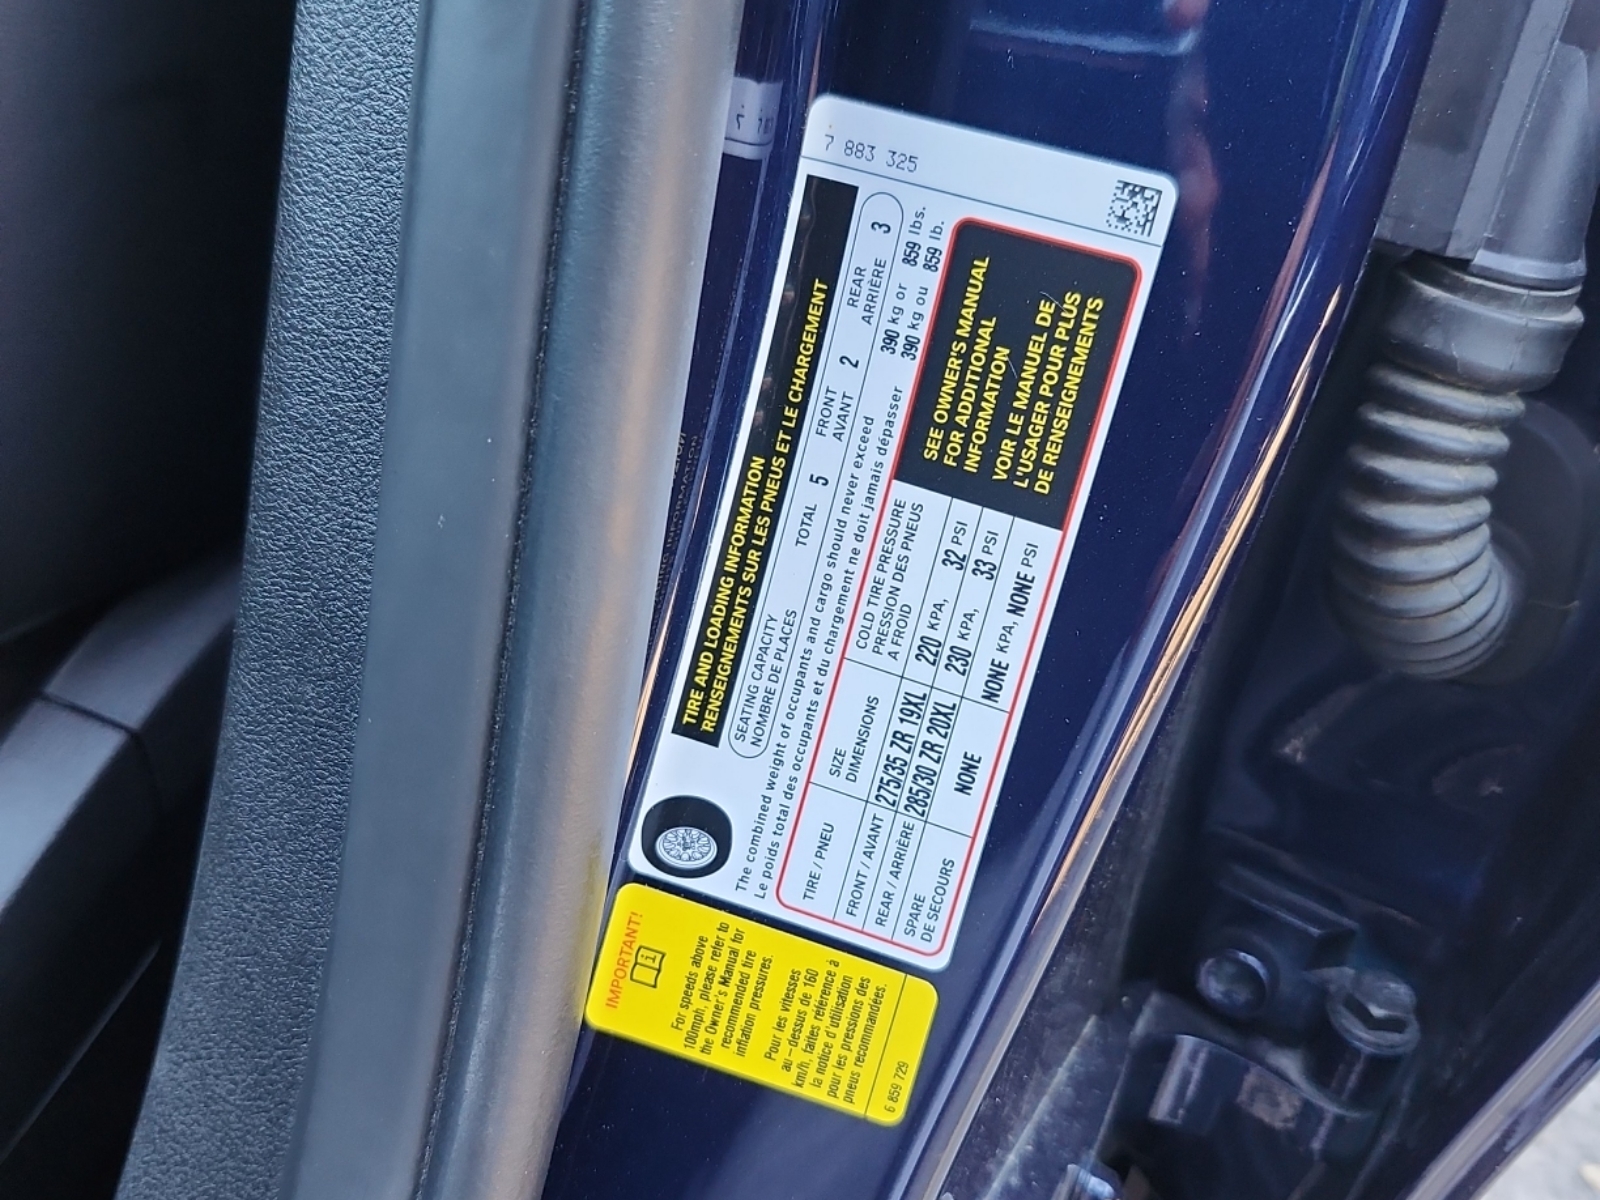 7 883 325
TIRE AND LOADING INFORMATION
RENSEIGNEMENTS SUR LES PNEUS ET LE CHARGEMENT
SEATING CAPACITY
NOMBRE DE PLACES
TOTAL 5
FRONT
AVANT 2
REAR
ARRIÈRE 3
The combined weight of occupants and cargo should never exceed 390 kg or 859 lbs.
Le poids total des occupants et du chargement ne doit jamais dépasser 390 kg ou 859 lb.
TIRE / PNEU
SIZE
DIMENSIONS
COLD TIRE PRESSURE
PRESSION DES PNEUS
A FROID
FRONT / AVANT 275/35 ZR 19XL 220 KPA, 32 PSI
REAR / ARRIÈRE 285/30 ZR 20XL 230 KPA, 33 PSI
SPARE
DE SECOURS
NONE NONE KPA, NONE PSI
SEE OWNER'S MANUAL
FOR ADDITIONAL
INFORMATION
VOIR LE MANUEL DE
L'USAGER POUR PLUS
DE RENSEIGNEMENTS
IMPORTANT!
For speeds above
100mph, please refer to
the Owner's Manual for
recommended tire
inflation pressures.
Pour les vitesses
au-dessus de 160
km/h, faites référence à
la notice d'utilisation
pour les pressions des
pneus recommandées.
6 859 729